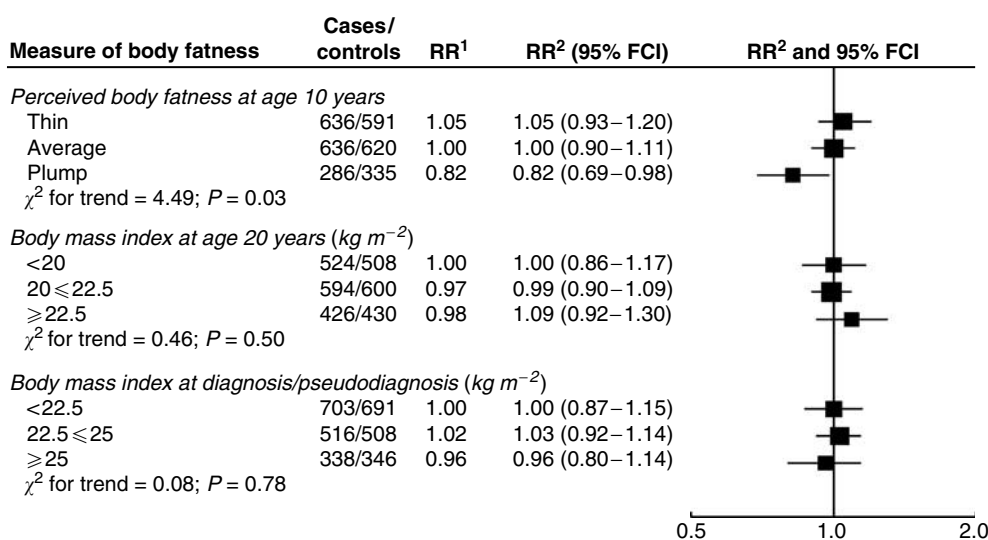 Measure of body fatness Cases/ controls RR¹ RR² (95% FCI) RR² and 95% FCI
Perceived body fatness at age 10 years
Thin 636/591 1.05 1.05 (0.93–1.20)
Average 636/620 1.00 1.00 (0.90–1.11)
Plump 286/335 0.82 0.82 (0.69–0.98)
χ² for trend = 4.49; P = 0.03
Body mass index at age 20 years (kg m⁻²)
<20 524/508 1.00 1.00 (0.86–1.17)
20⩽22.5 594/600 0.97 0.99 (0.90–1.09)
⩾22.5 426/430 0.98 1.09 (0.92–1.30)
χ² for trend = 0.46; P = 0.50
Body mass index at diagnosis/pseudodiagnosis (kg m⁻²)
<22.5 703/691 1.00 1.00 (0.87–1.15)
22.5⩽25 516/508 1.02 1.03 (0.92–1.14)
⩾25 338/346 0.96 0.96 (0.80–1.14)
χ² for trend = 0.08; P = 0.78
0.5 1.0 2.0